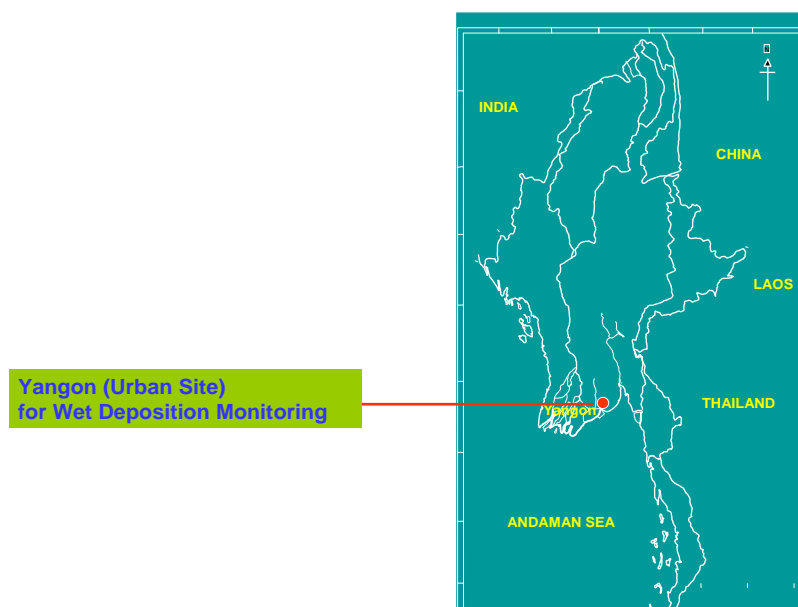 N
INDIA
CHINA
LAOS
Yangon (Urban Site)
for Wet Deposition Monitoring
Yangon
THAILAND
ANDAMAN SEA